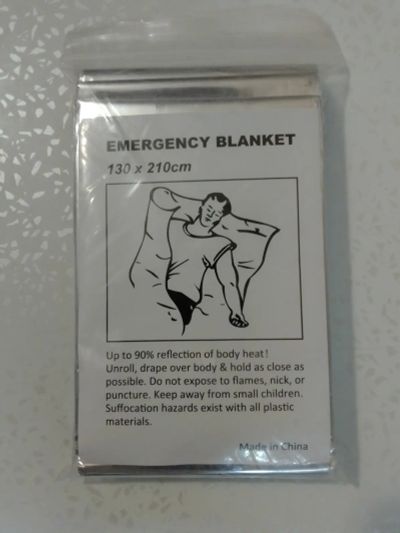 EMERGENCY BLANKET
130 x 210cm
Up to 90% reflection of body heat!
Unroll, drape over body & hold as close as
possible. Do not expose to flames, nick, or
puncture. Keep away from small children.
Suffocation hazards exist with all plastic
materials.
Made in China